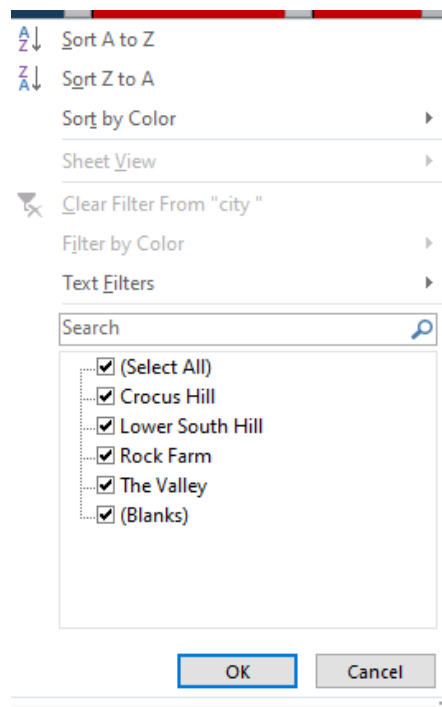 Sort A to Z
Sort Z to A
Sort by Color
Sheet View
Clear Filter From "city "
Filter by Color
Text Filters
Search
(Select All)
Crocus Hill
Lower South Hill
Rock Farm
The Valley
(Blanks)
OK Cancel